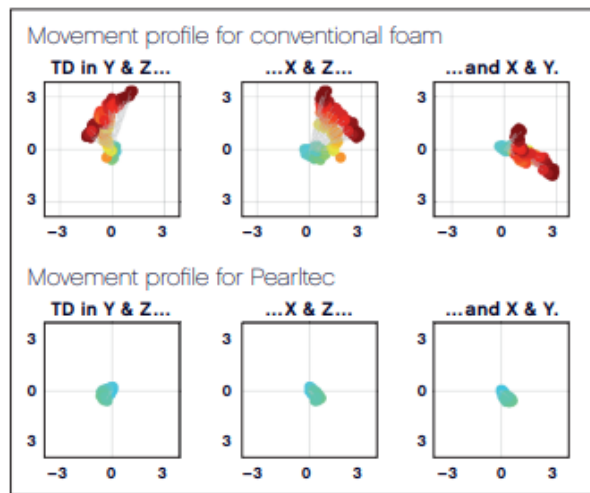 Movement profile for conventional foam
TD in Y & Z... ...X & Z... ...and X & Y.
3 3 3
0 0 0
3 3 3
−3 0 3 −3 0 3 −3 0 3
Movement profile for Pearltec
TD in Y & Z... ...X & Z... ...and X & Y.
3 3 3
0 0 0
3 3 3
−3 0 3 −3 0 3 −3 0 3